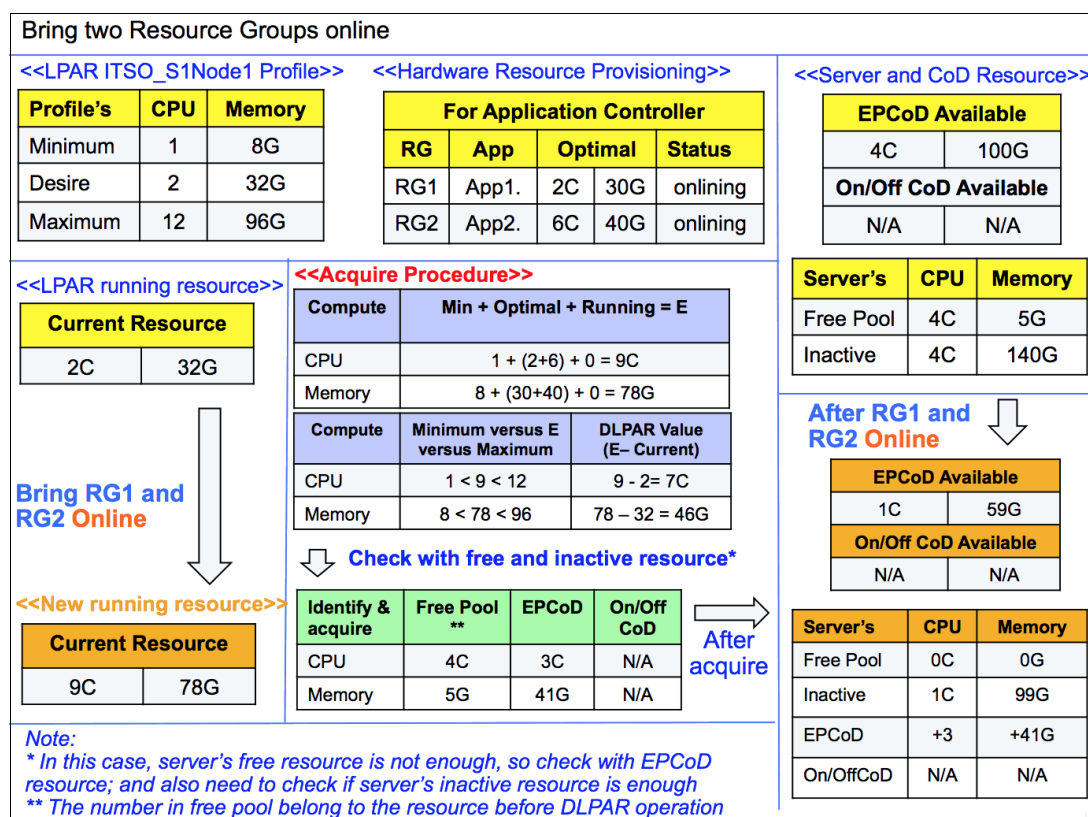 Bring two Resource Groups online
<<LPAR ITSO_S1Node1 Profile>>
Profile's CPU Memory
Minimum 1 8G
Desire 2 32G
Maximum 12 96G
<<Hardware Resource Provisioning>>
For Application Controller
RG App Optimal Status
RG1 App1. 2C 30G onlining
RG2 App2. 6C 40G onlining
<<Server and CoD Resource>>
EPCoD Available
4C 100G
On/Off CoD Available
N/A N/A
Server's CPU Memory
Free Pool 4C 5G
Inactive 4C 140G
<<LPAR running resource>>
Current Resource
2C 32G
Bring RG1 and
RG2 Online
<<New running resource>>
Current Resource
9C 78G
<<Acquire Procedure>>
Compute Min + Optimal + Running = E
CPU 1 + (2+6) + 0 = 9C
Memory 8 + (30+40) + 0 = 78G
Compute Minimum versus E DLPAR Value
versus Maximum (E– Current)
CPU 1 < 9 < 12 9 - 2= 7C
Memory 8 < 78 < 96 78 – 32 = 46G
Check with free and inactive resource*
Identify & Free Pool EPCoD On/Off
acquire ** CoD
CPU 4C 3C N/A
Memory 5G 41G N/A
After
acquire
After RG1 and
RG2 Online
EPCoD Available
1C 59G
On/Off CoD Available
N/A N/A
Server's CPU Memory
Free Pool 0C 0G
Inactive 1C 99G
EPCoD +3 +41G
On/OffCoD N/A N/A
Note:
* In this case, server's free resource is not enough, so check with EPCoD
resource; and also need to check if server's inactive resource is enough
** The number in free pool belong to the resource before DLPAR operation